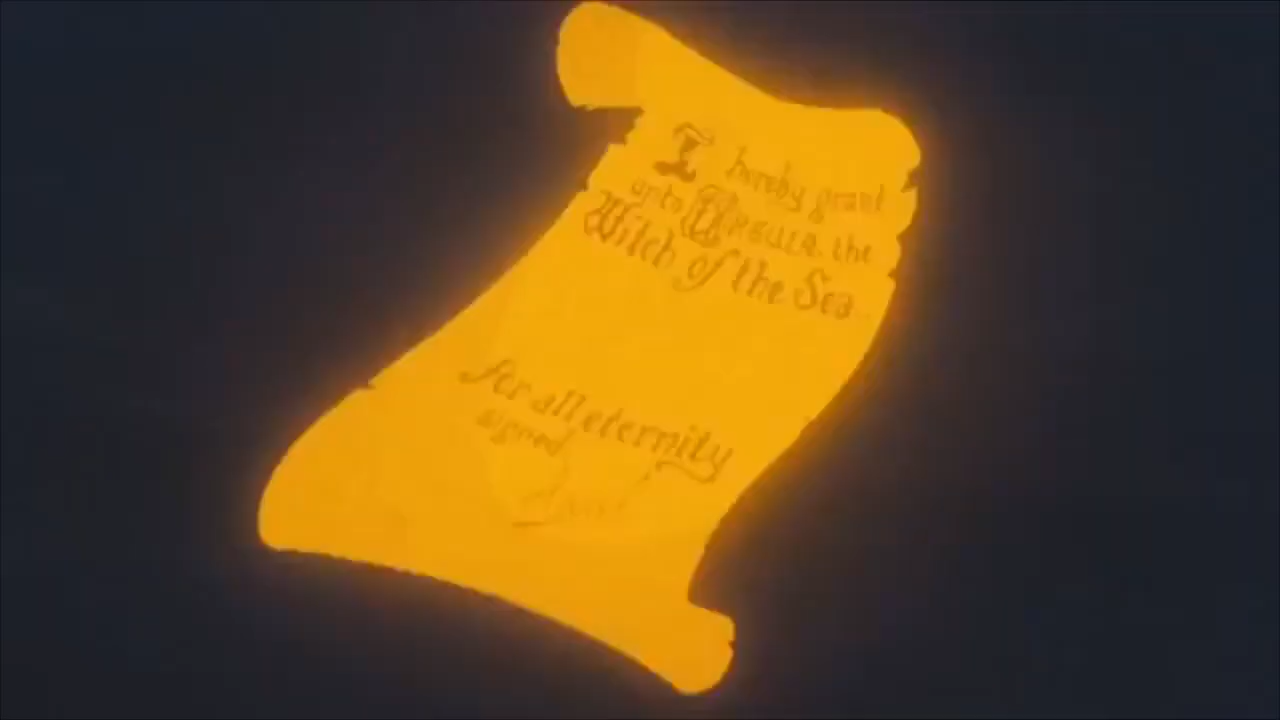 I hereby grant
unto Ursula, the
Witch of the Sea..
for all eternity
signed